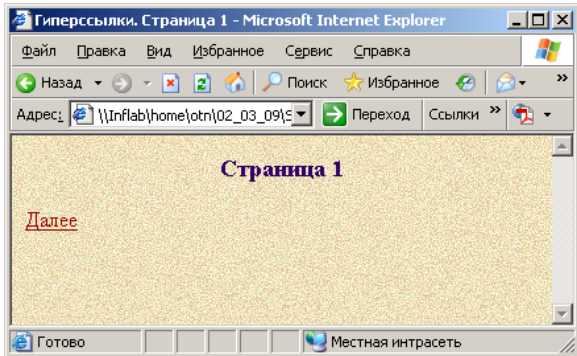 Гиперссылки. Страница 1 - Microsoft Internet Explorer
Файл Правка Вид Избранное Сервис Справка
Назад Поиск Избранное »
Адрес: \\Inflab\home\otn\02_03_09\S Переход Ссылки »
Страница 1
Далее
Готово Местная интрасеть